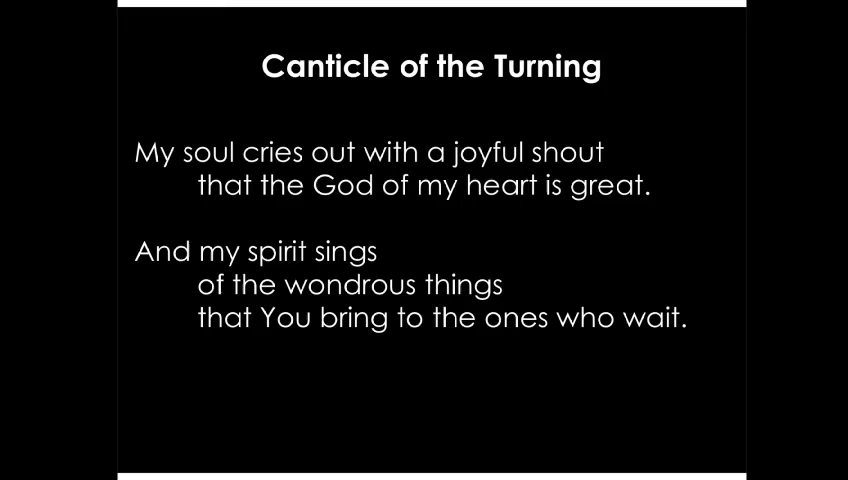 Canticle of the Turning
My soul cries out with a joyful shout
that the God of my heart is great.
And my spirit sings
of the wondrous things
that You bring to the ones who wait.